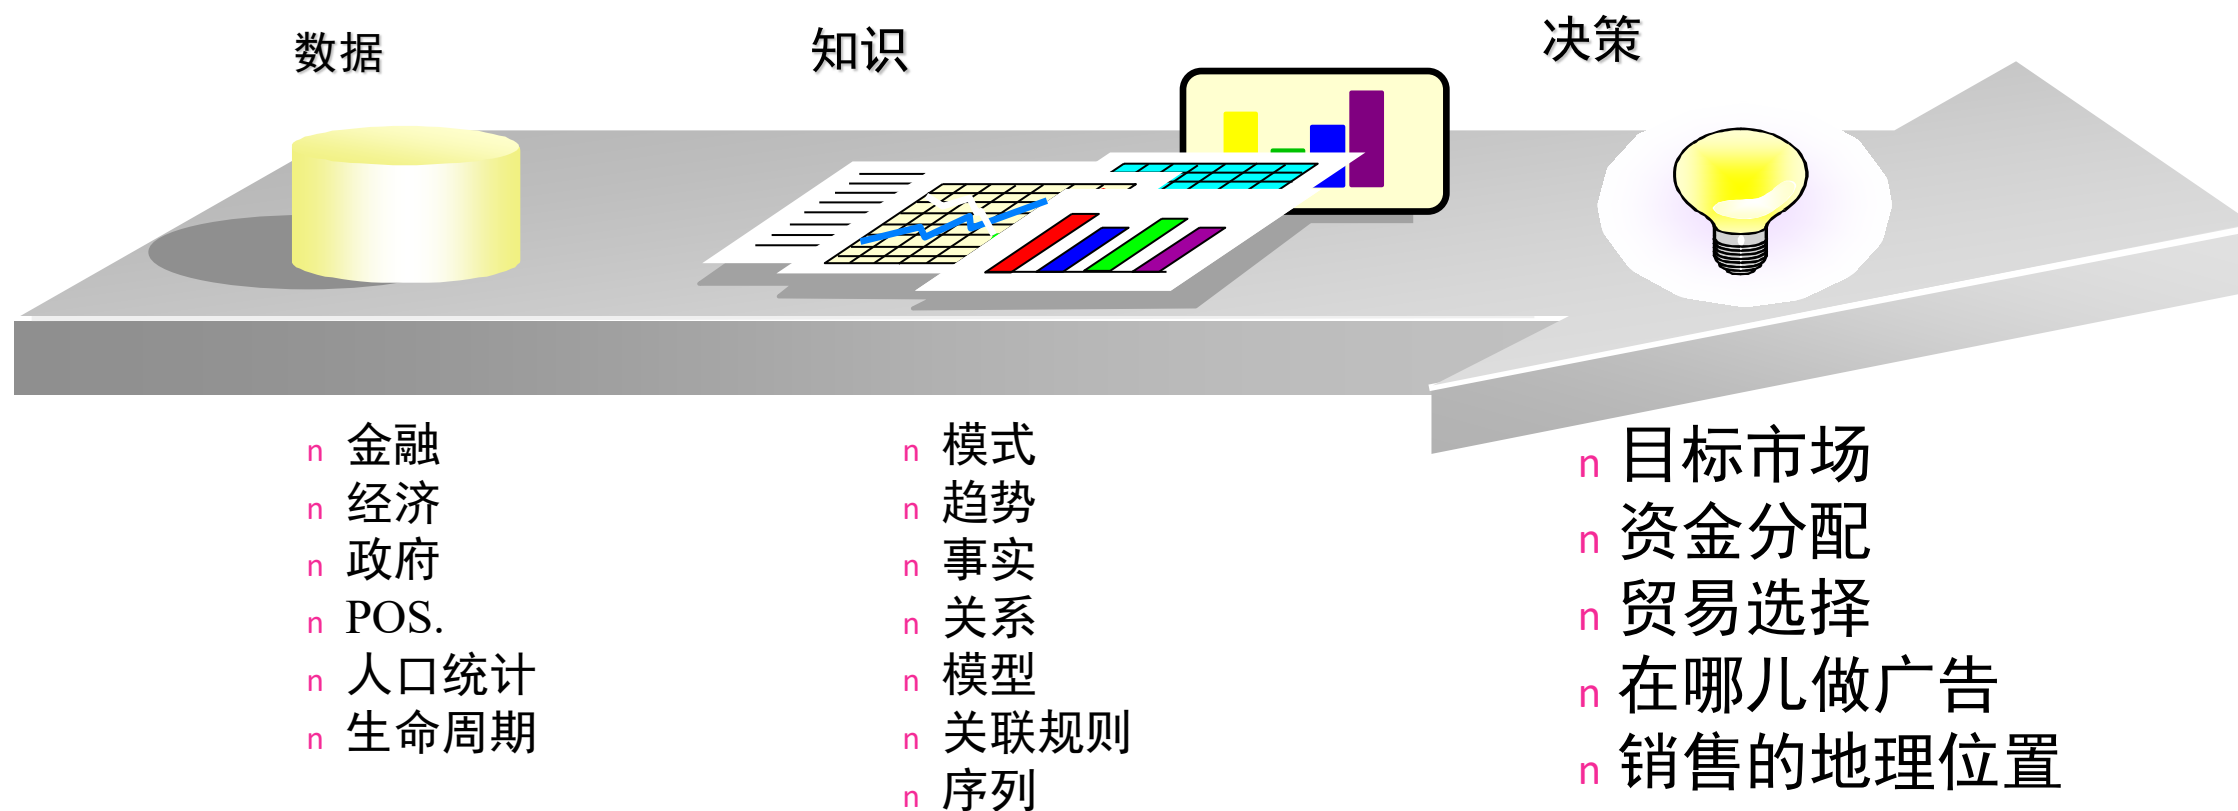 数据
知识
决策
n 金融
n 经济
n 政府
n POS.
n 人口统计
n 生命周期
n 模式
n 趋势
n 事实
n 关系
n 模型
n 关联规则
n 序列
n 目标市场
n 资金分配
n 贸易选择
n 在哪儿做广告
n 销售的地理位置